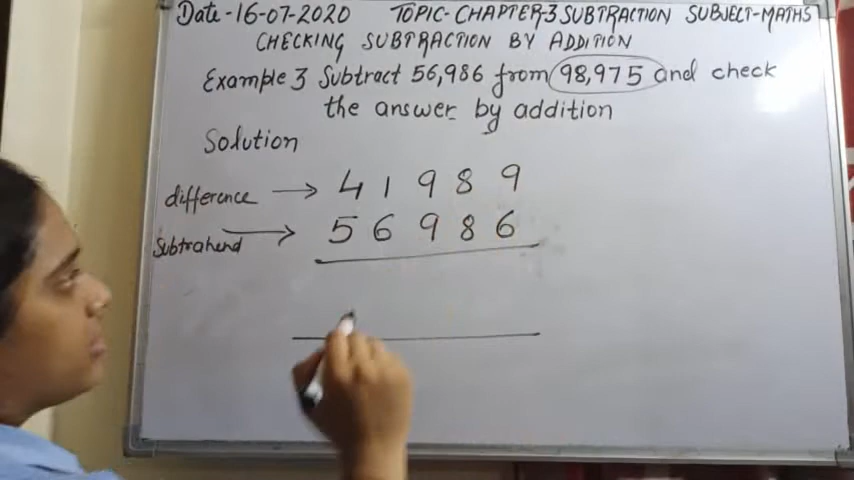 Date-16-07-2020 TOPIC-CHAPTER-3 SUBTRACTION SUBJECT-MATHS
CHECKING SUBTRACTION BY ADDITION
Example 3 Subtract 56,986 from 98,975 and check
the answer by addition
Solution
difference → 4 1 9 8 9
Subtrahend → 5 6 9 8 6